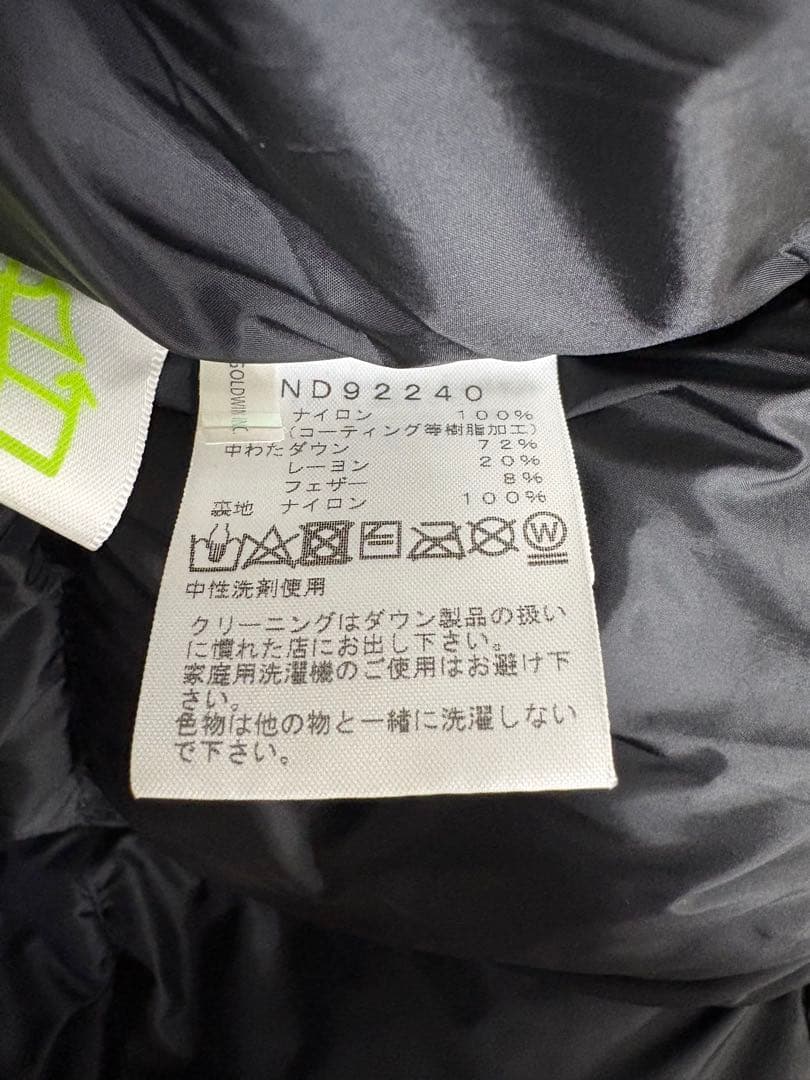 GOLDWIN INC
ND92240
ナイロン 100%
(コーティング等樹脂加工)
中わた ダウン 72%
レーヨン 20%
フェザー 8%
裏地 ナイロン 100%
W
中性洗剤使用
クリーニングはダウン製品の扱い
に慣れた店にお出し下さい。
家庭用洗濯機のご使用はお避け下
さい。
色物は他の物と一緒に洗濯しない
で下さい。